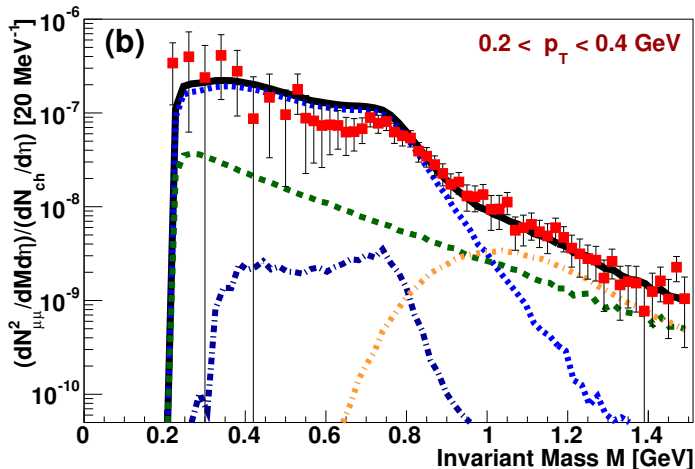 (b)
0.2 < p_T < 0.4 GeV
(dN²_μμ/dMdη)/(dN_ch/dη) [20 MeV⁻¹]
10⁻⁶
10⁻⁷
10⁻⁸
10⁻⁹
10⁻¹⁰
0 0.2 0.4 0.6 0.8 1 1.2 1.4
Invariant Mass M [GeV]